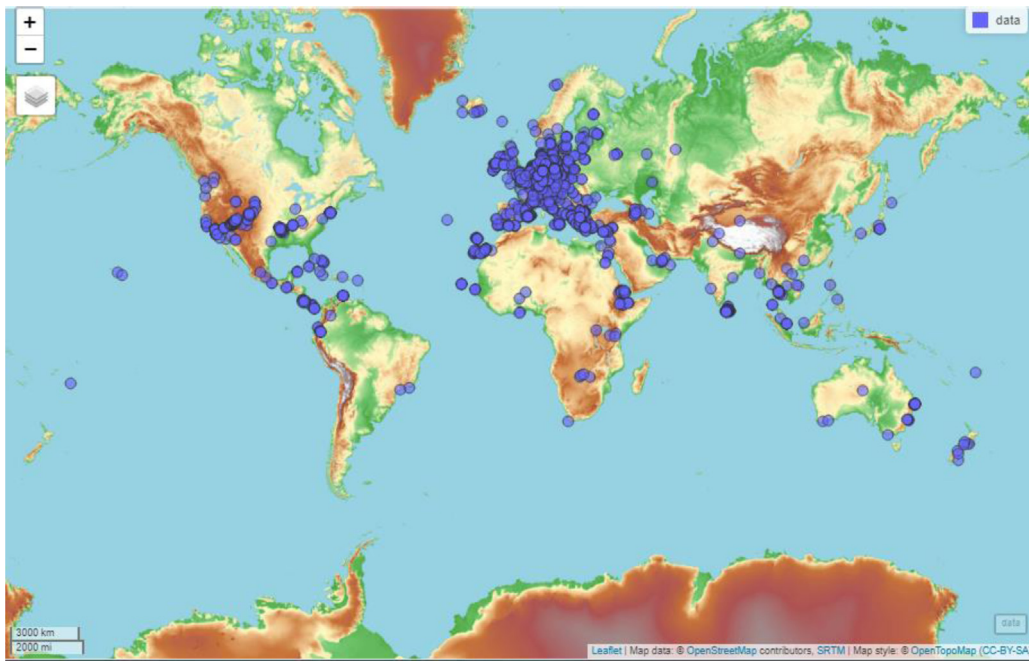 +
data
−
3000 km
2000 mi
data
Leaflet | Map data: © OpenStreetMap contributors, SRTM | Map style: © OpenTopoMap (CC-BY-SA